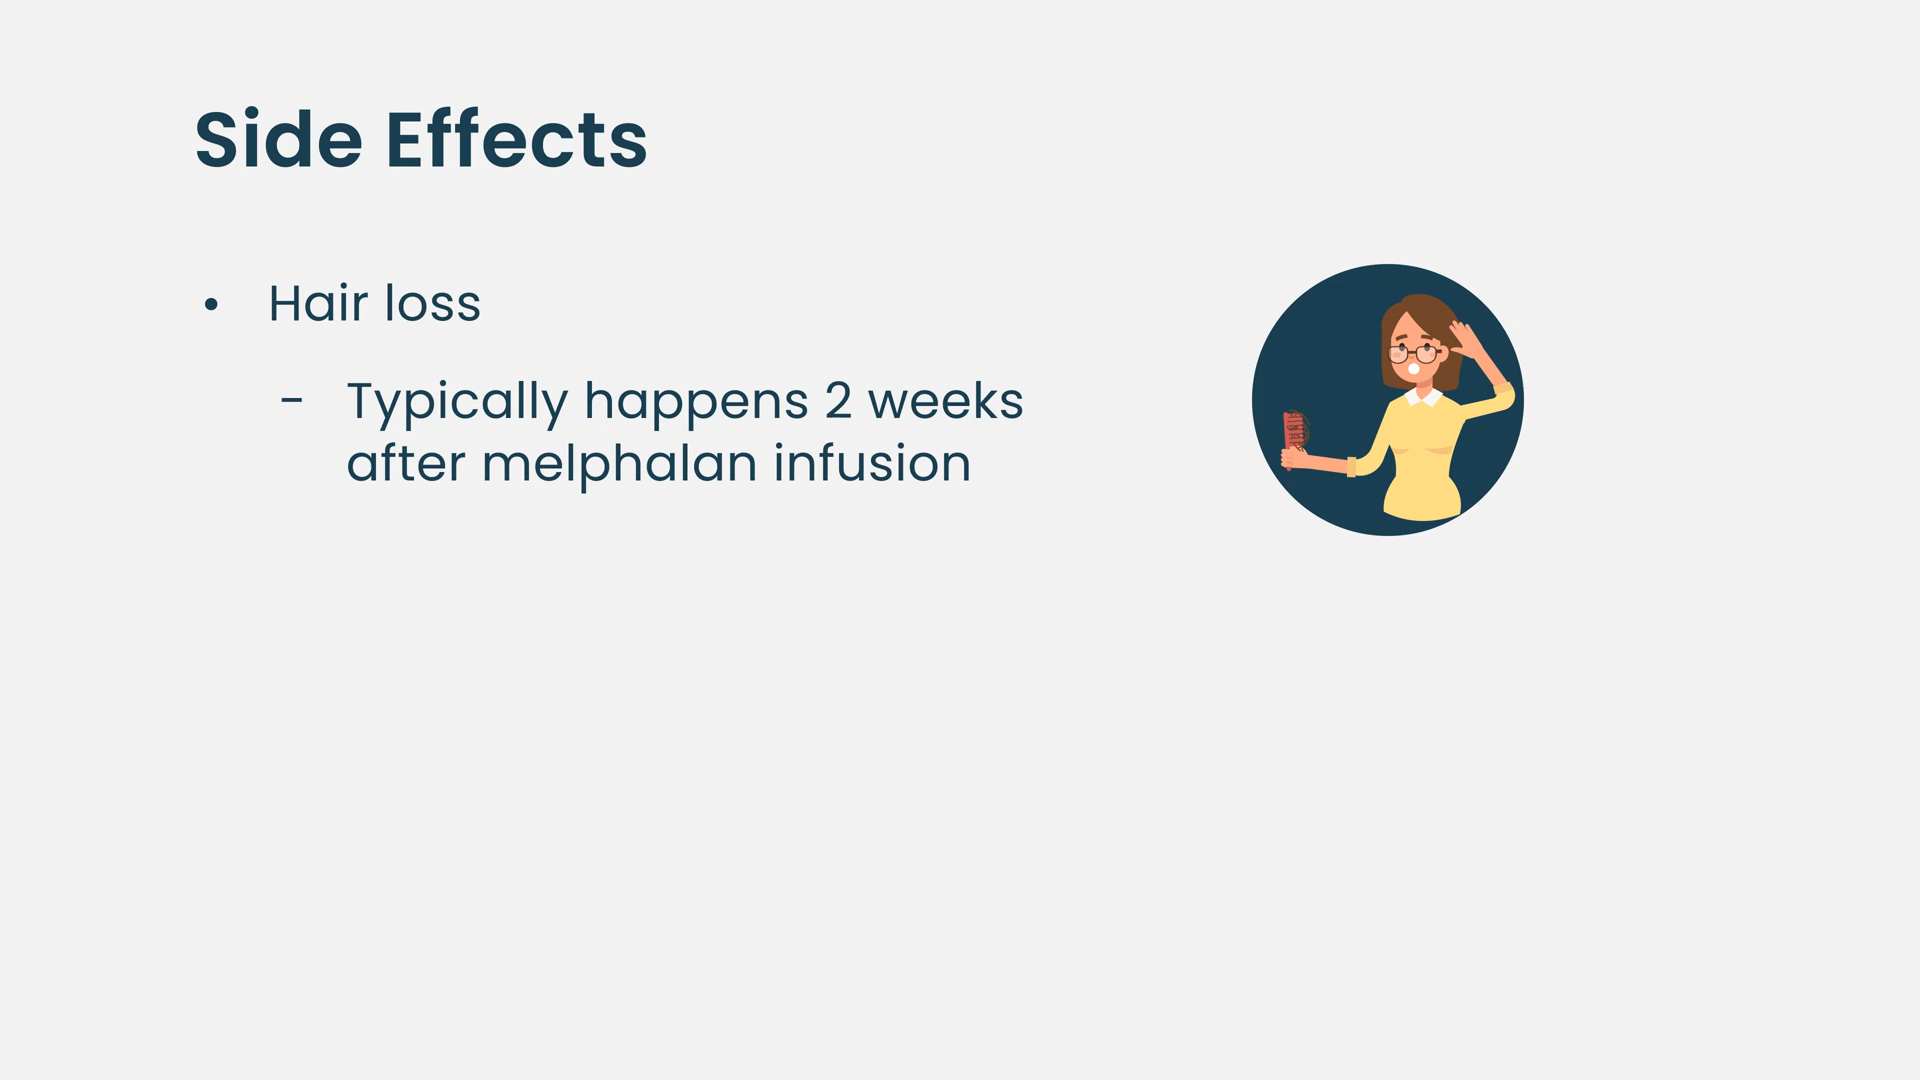 Side Effects
• Hair loss
- Typically happens 2 weeks
after melphalan infusion